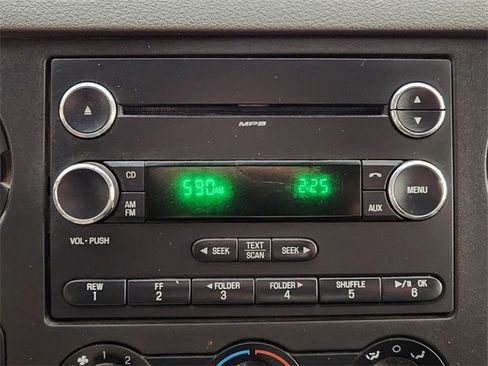 MP3
CD
590 AM
2:25
MENU
AM
FM
AUX
VOL - PUSH
◄ SEEK
TEXT
SCAN
SEEK ►
REW
1
FF
2
◄ FOLDER
3
FOLDER ►
4
SHUFFLE
5
►/II OK
6